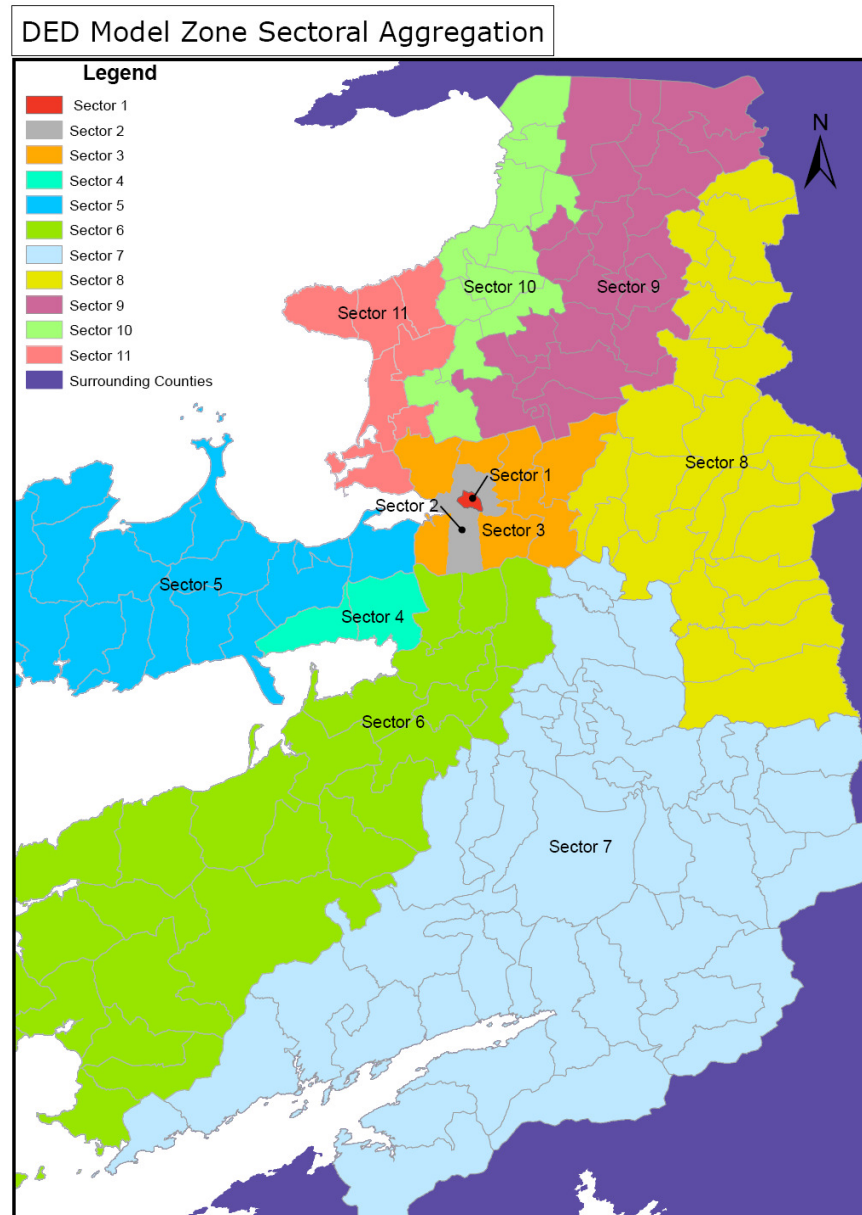 DED Model Zone Sectoral Aggregation
Legend
Sector 1
Sector 2
Sector 3
Sector 4
Sector 5
Sector 6
Sector 7
Sector 8
Sector 9
Sector 10
Sector 11
Surrounding Counties
N
Sector 10
Sector 9
Sector 11
Sector 8
Sector 1
Sector 2
Sector 3
Sector 5
Sector 4
Sector 6
Sector 7